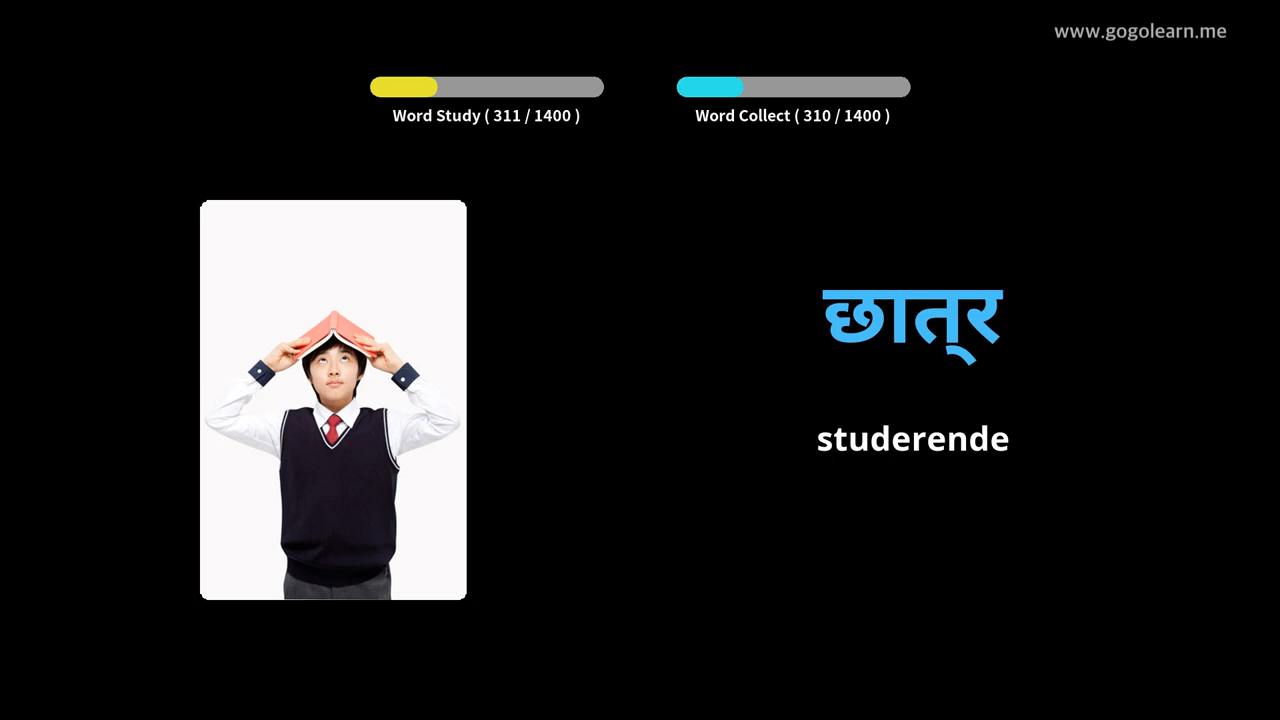 www.gogolearn.me
Word Study ( 311 / 1400 )
Word Collect ( 310 / 1400 )
छात्‌र
studerende